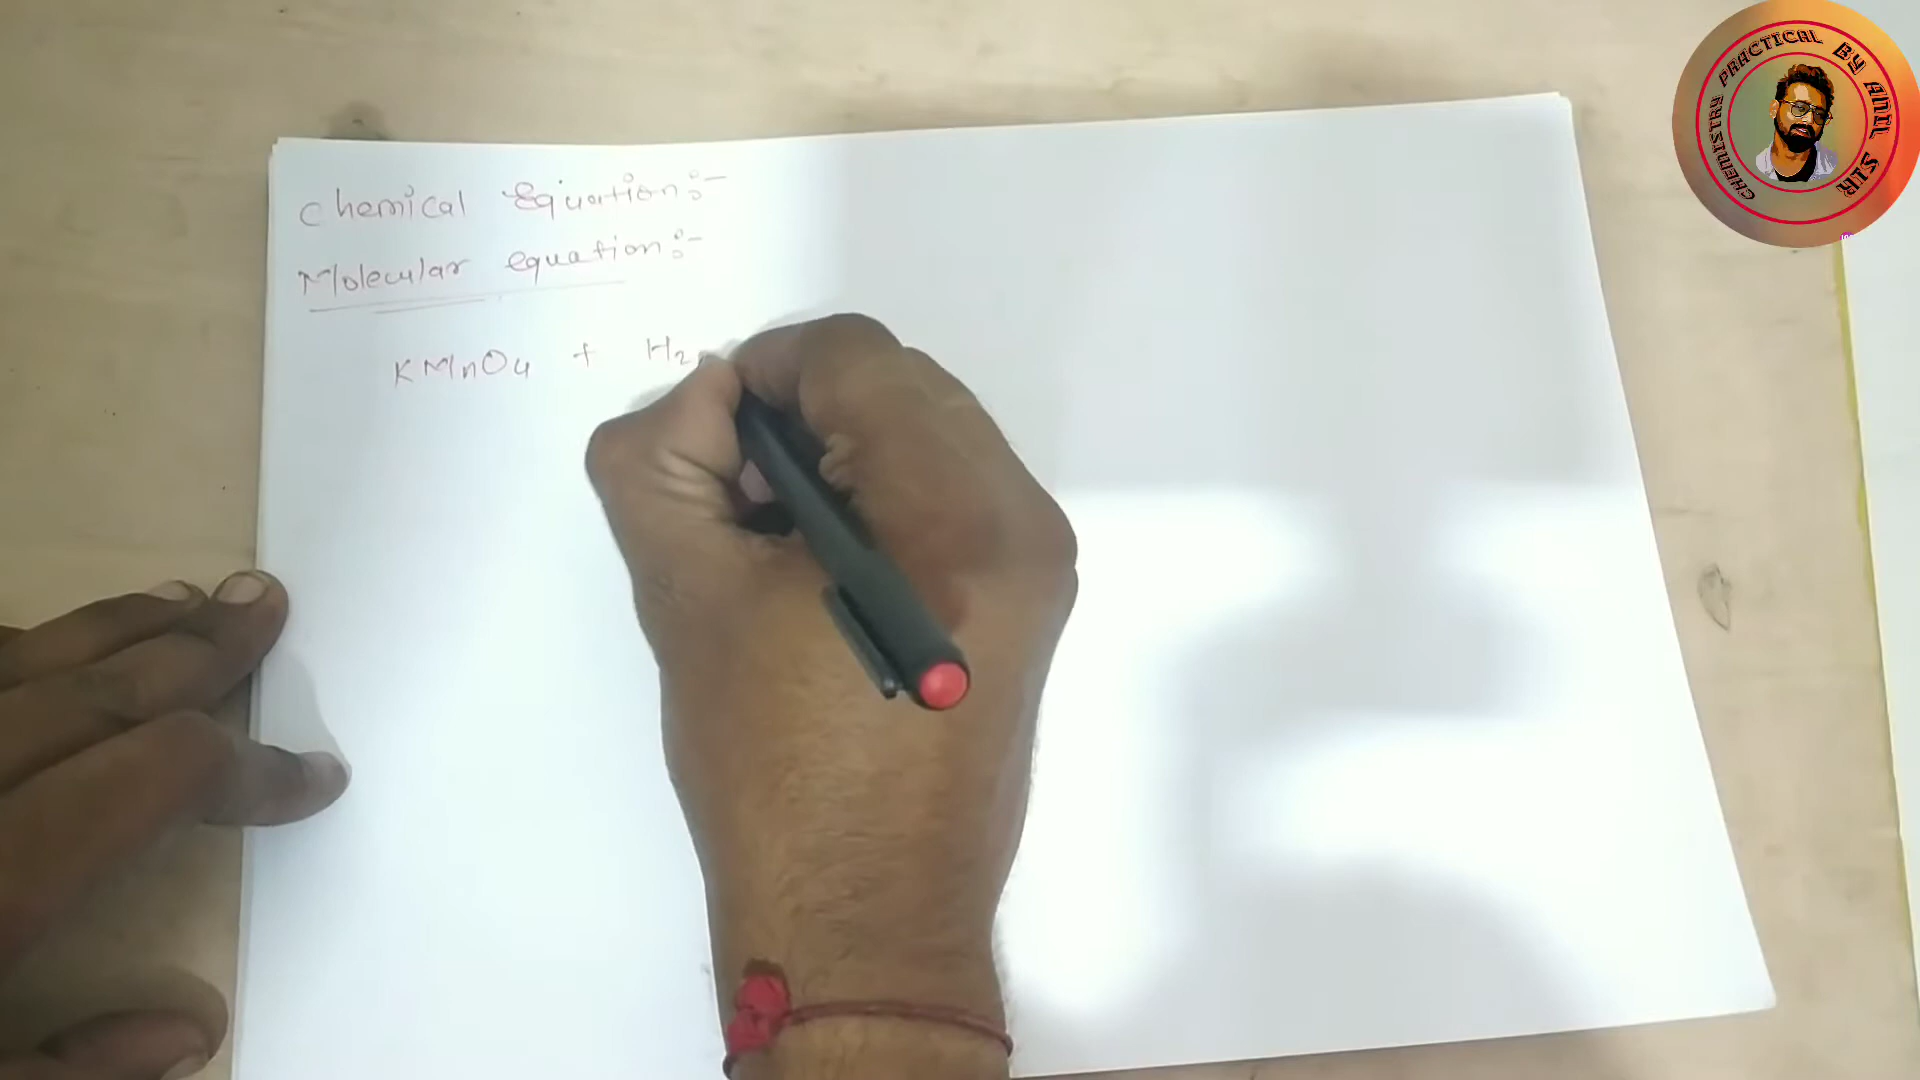 Chemical Equation:-
Molecular equation:-
KMnO4 + H2
CHEMISTRY PRACTICAL BY ANIL SIR